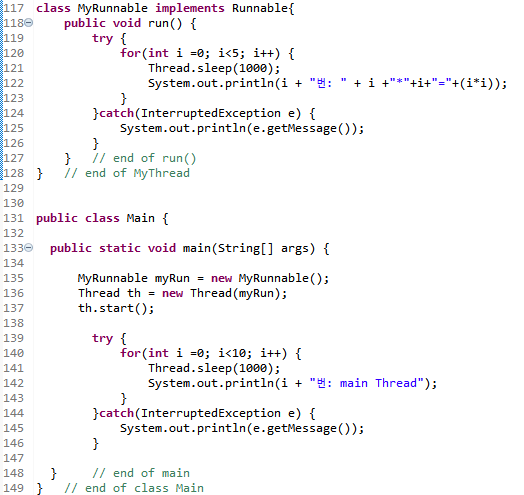 117 class MyRunnable implements Runnable{
118     public void run() {
119         try {
120             for(int i =0; i<5; i++) {
121                 Thread.sleep(1000);
122                 System.out.println(i + "번: " + i +"*"+i+"="+(i*i));
123             }
124         }catch(InterruptedException e) {
125             System.out.println(e.getMessage());
126         }
127     }   // end of run()
128 }   // end of MyThread
129
130
131 public class Main {
132
133   public static void main(String[] args) {
134
135       MyRunnable myRun = new MyRunnable();
136       Thread th = new Thread(myRun);
137       th.start();
138
139         try {
140             for(int i =0; i<10; i++) {
141                 Thread.sleep(1000);
142                 System.out.println(i + "번: main Thread");
143             }
144         }catch(InterruptedException e) {
145             System.out.println(e.getMessage());
146         }
147
148   }     // end of main
149 }   // end of class Main